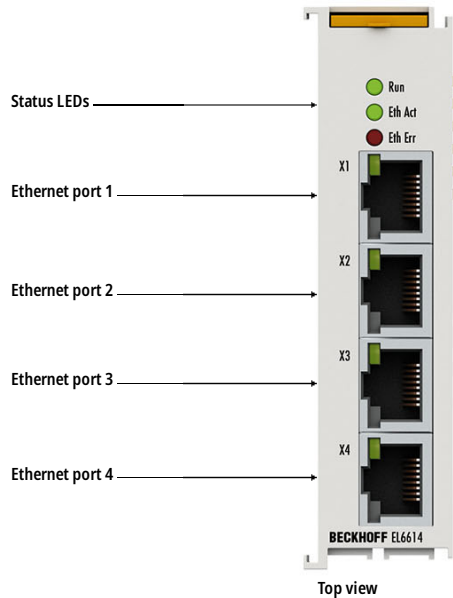 Run
Status LEDs
Eth Act
Eth Err
X1
Ethernet port 1
X2
Ethernet port 2
X3
Ethernet port 3
X4
Ethernet port 4
BECKHOFF EL6614
Top view